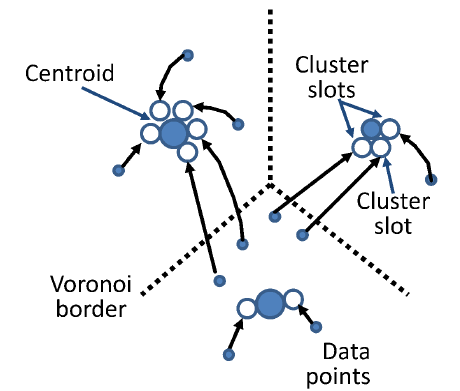 Centroid
Cluster
slots
Cluster
slot
Voronoi
border
Data
points